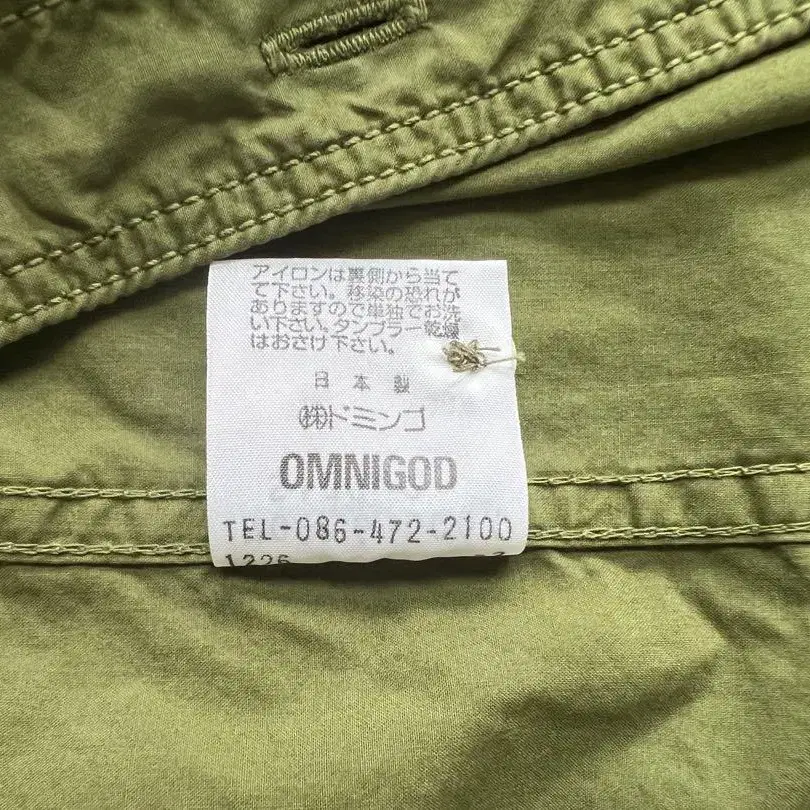 アイロンは裏側から当て
て下さい。移染の恐れが
ありますので単独でお洗
い下さい。タンブラー乾燥
はおさけ下さい。
日本製
㈱ドミンゴ
OMNIGOD
TEL-086-472-2100